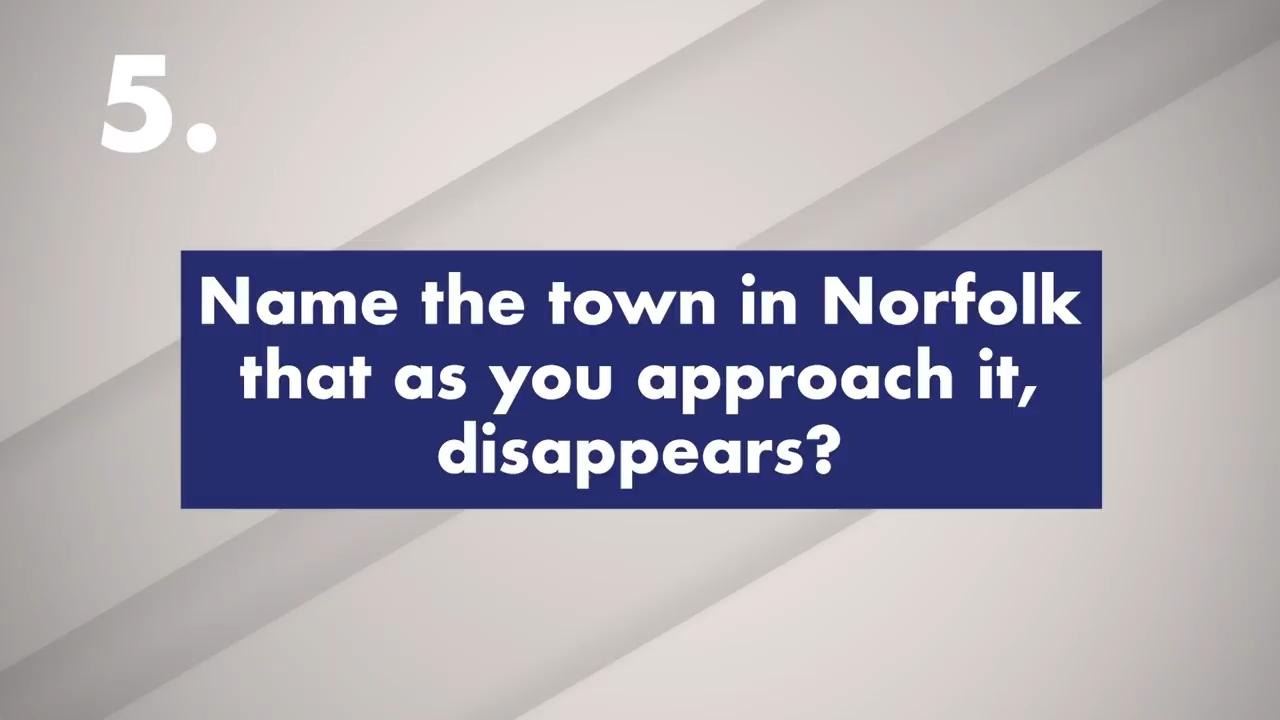 5.
Name the town in Norfolk
that as you approach it,
disappears?